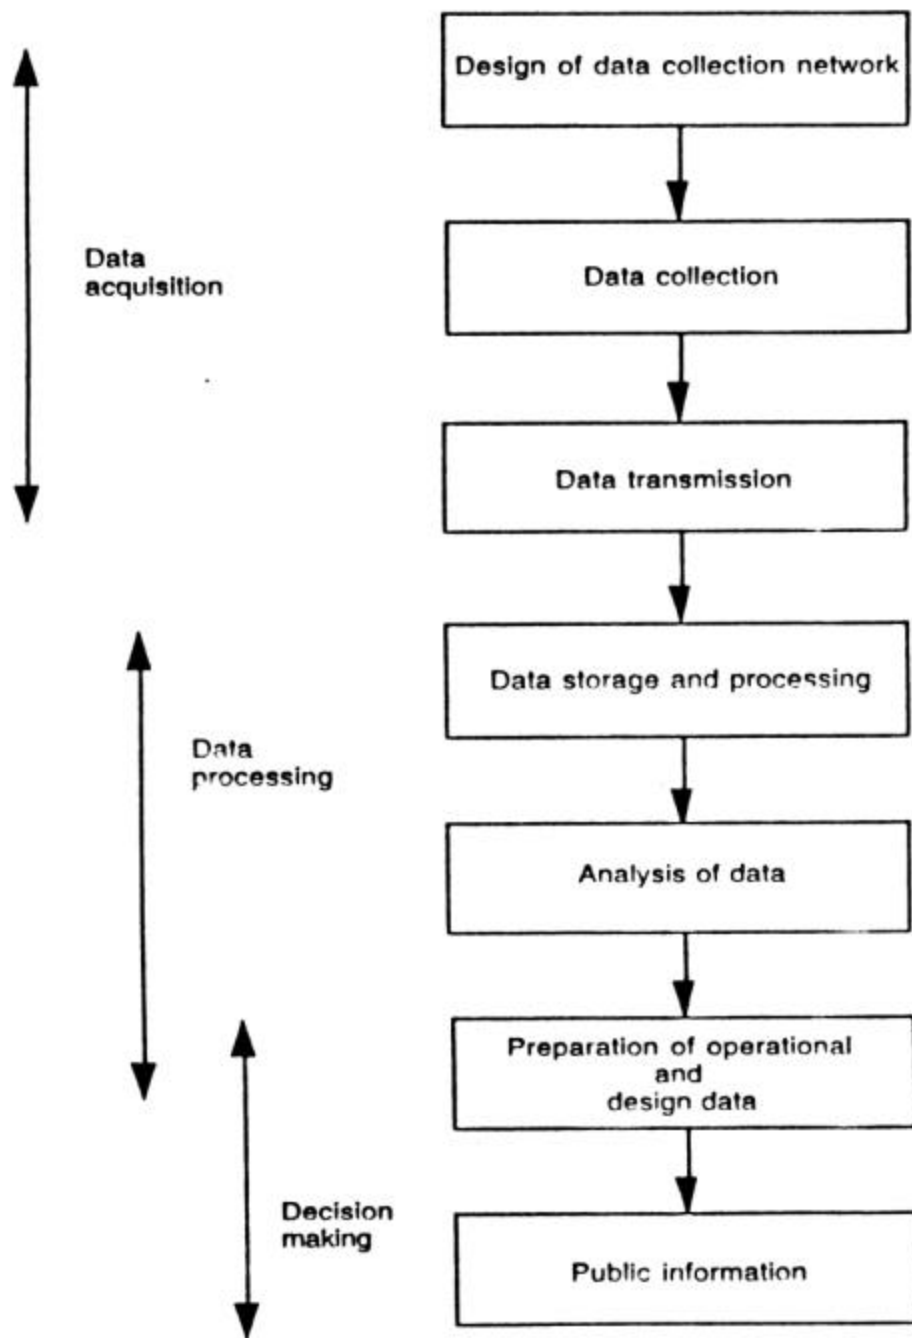 Design of data collection network
Data
acquisition
Data collection
Data transmission
Data storage and processing
Data
processing
Analysis of data
Preparation of operational
and
design data
Decision
making
Public information